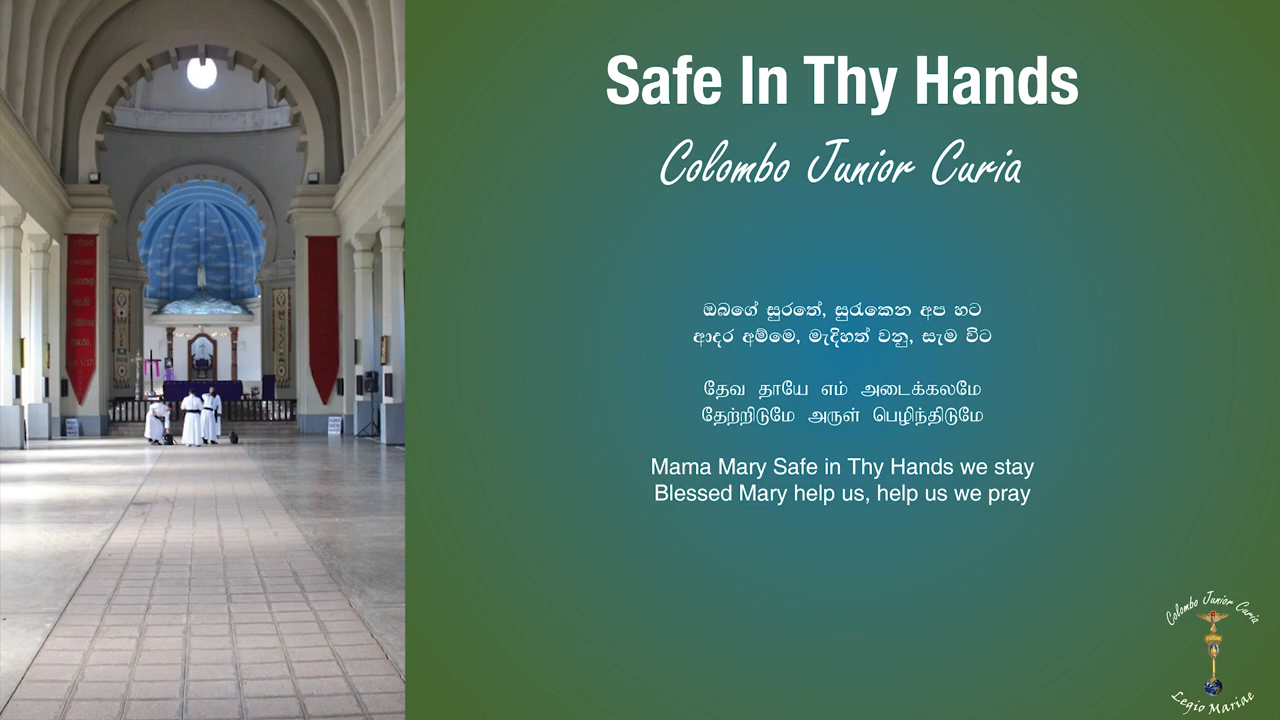 Safe In Thy Hands
Colombo Junior Curia
ඔබගේ සුරතේ, සුරැකෙන අප හට
ආදර අම්මෙ, මැදිහත් වනු, සැම විට
தேவ தாயே எம் அடைக்கலமே
தேற்றிடுமே அருள் பெழிந்திடுமே
Mama Mary Safe in Thy Hands we stay
Blessed Mary help us, help us we pray
Colombo Junior Curia
Legio Mariae